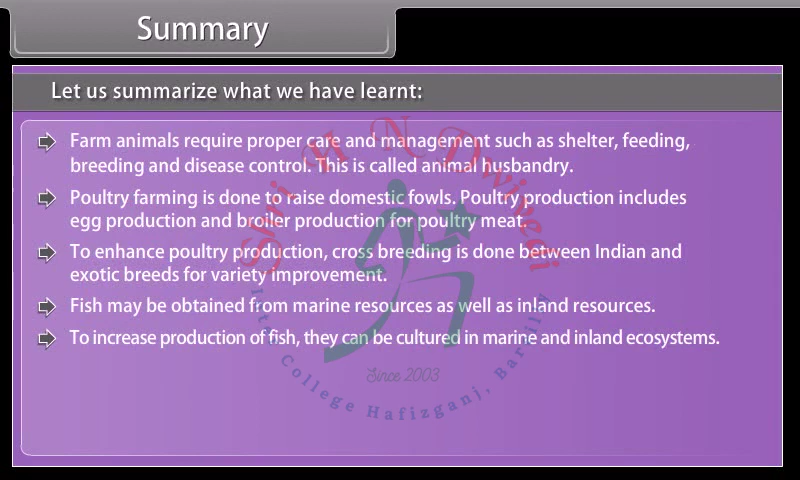 Summary
Let us summarize what we have learnt:
Farm animals require proper care and management such as shelter, feeding,
breeding and disease control. This is called animal husbandry.
Poultry farming is done to raise domestic fowls. Poultry production includes
egg production and broiler production for poultry meat.
To enhance poultry production, cross breeding is done between Indian and
exotic breeds for variety improvement.
Fish may be obtained from marine resources as well as inland resources.
To increase production of fish, they can be cultured in marine and inland ecosystems.
Shri H N Dwivedi
Since 2003
Inter College Hafizganj, Bareilly